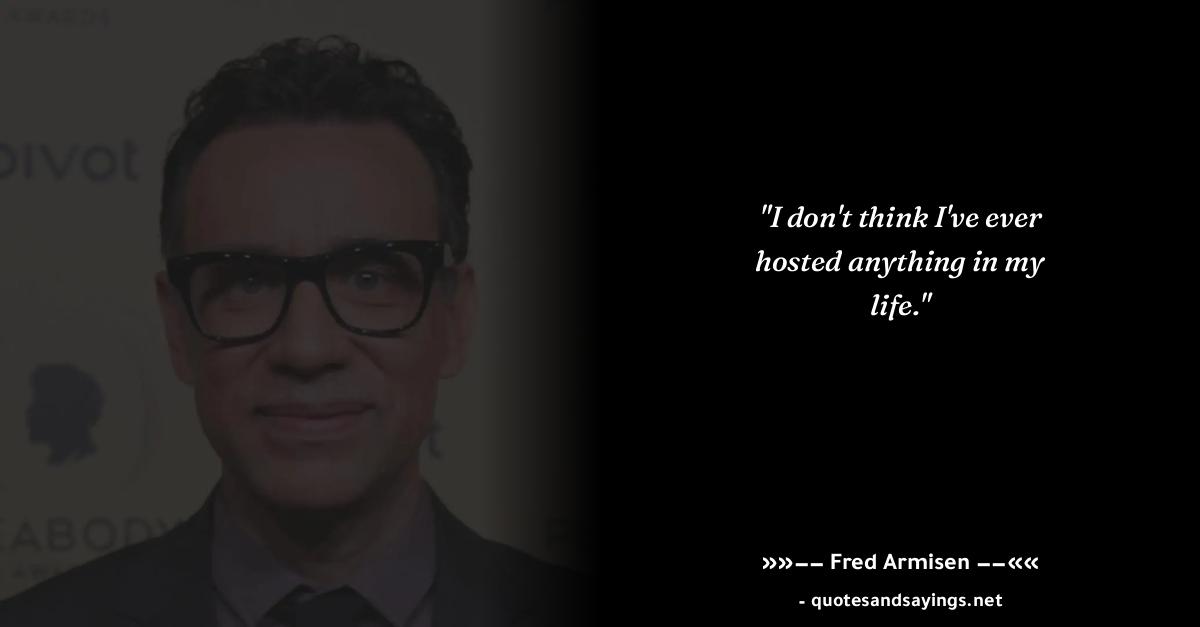 AWARDS
pivot
"I don't think I've ever
hosted anything in my
life."
EABODY
»»—— Fred Armisen ——««
- quotesandsayings.net